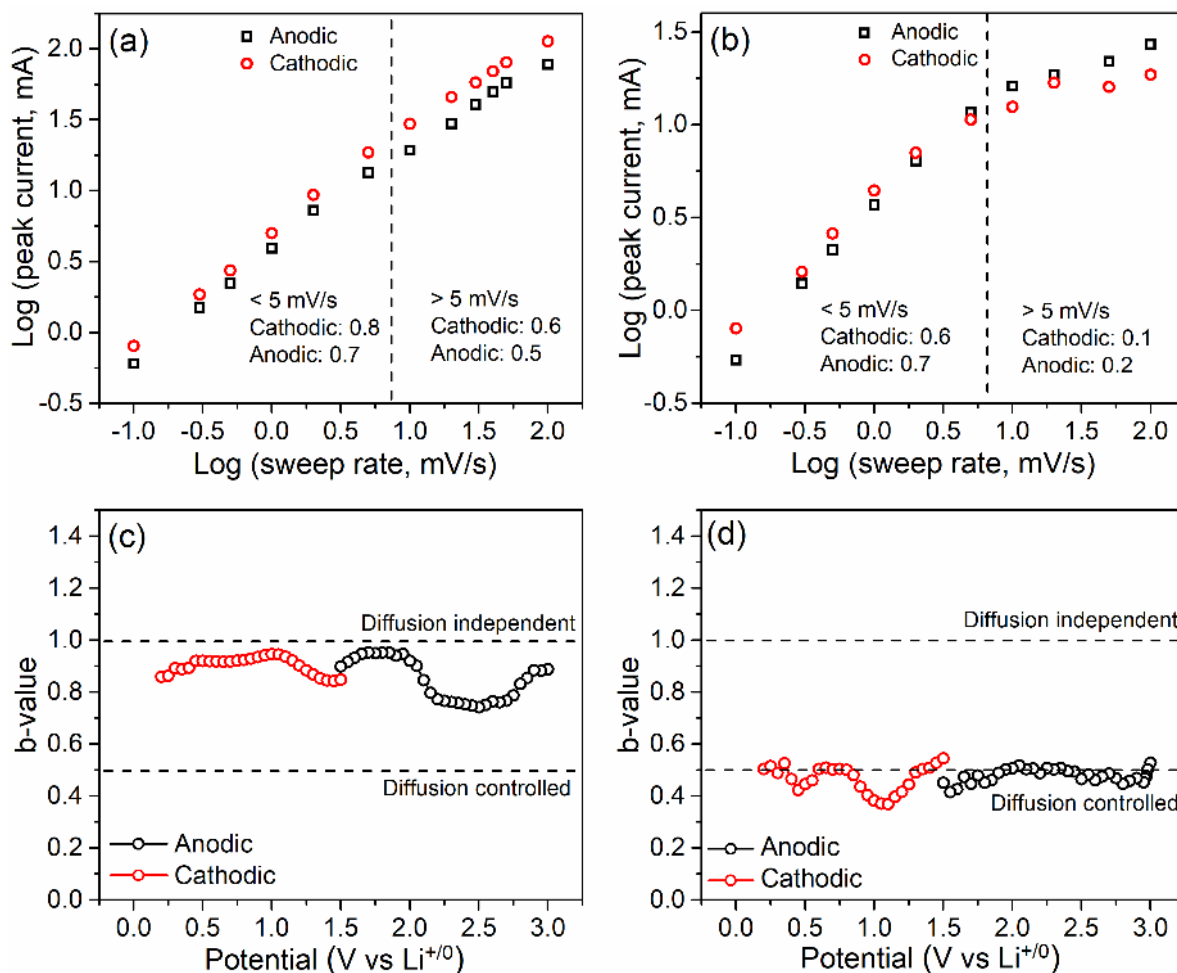 (a)
Anodic
Cathodic
Log (peak current, mA)
2.0
1.5
1.0
0.5
0.0
-0.5
< 5 mV/s
Cathodic: 0.8
Anodic: 0.7
> 5 mV/s
Cathodic: 0.6
Anodic: 0.5
-1.0 -0.5 0.0 0.5 1.0 1.5 2.0
Log (sweep rate, mV/s)
(b)
Anodic
Cathodic
Log (peak current, mA)
1.5
1.0
0.5
0.0
-0.5
< 5 mV/s
Cathodic: 0.6
Anodic: 0.7
> 5 mV/s
Cathodic: 0.1
Anodic: 0.2
-1.0 -0.5 0.0 0.5 1.0 1.5 2.0
Log (sweep rate, mV/s)
(c)
b-value
1.4
1.2
1.0
0.8
0.6
0.4
0.2
0.0
Diffusion independent
Diffusion controlled
Anodic
Cathodic
0.0 0.5 1.0 1.5 2.0 2.5 3.0
Potential (V vs Li+/0)
(d)
b-value
1.4
1.2
1.0
0.8
0.6
0.4
0.2
0.0
Diffusion independent
Diffusion controlled
Anodic
Cathodic
0.0 0.5 1.0 1.5 2.0 2.5 3.0
Potential (V vs Li+/0)